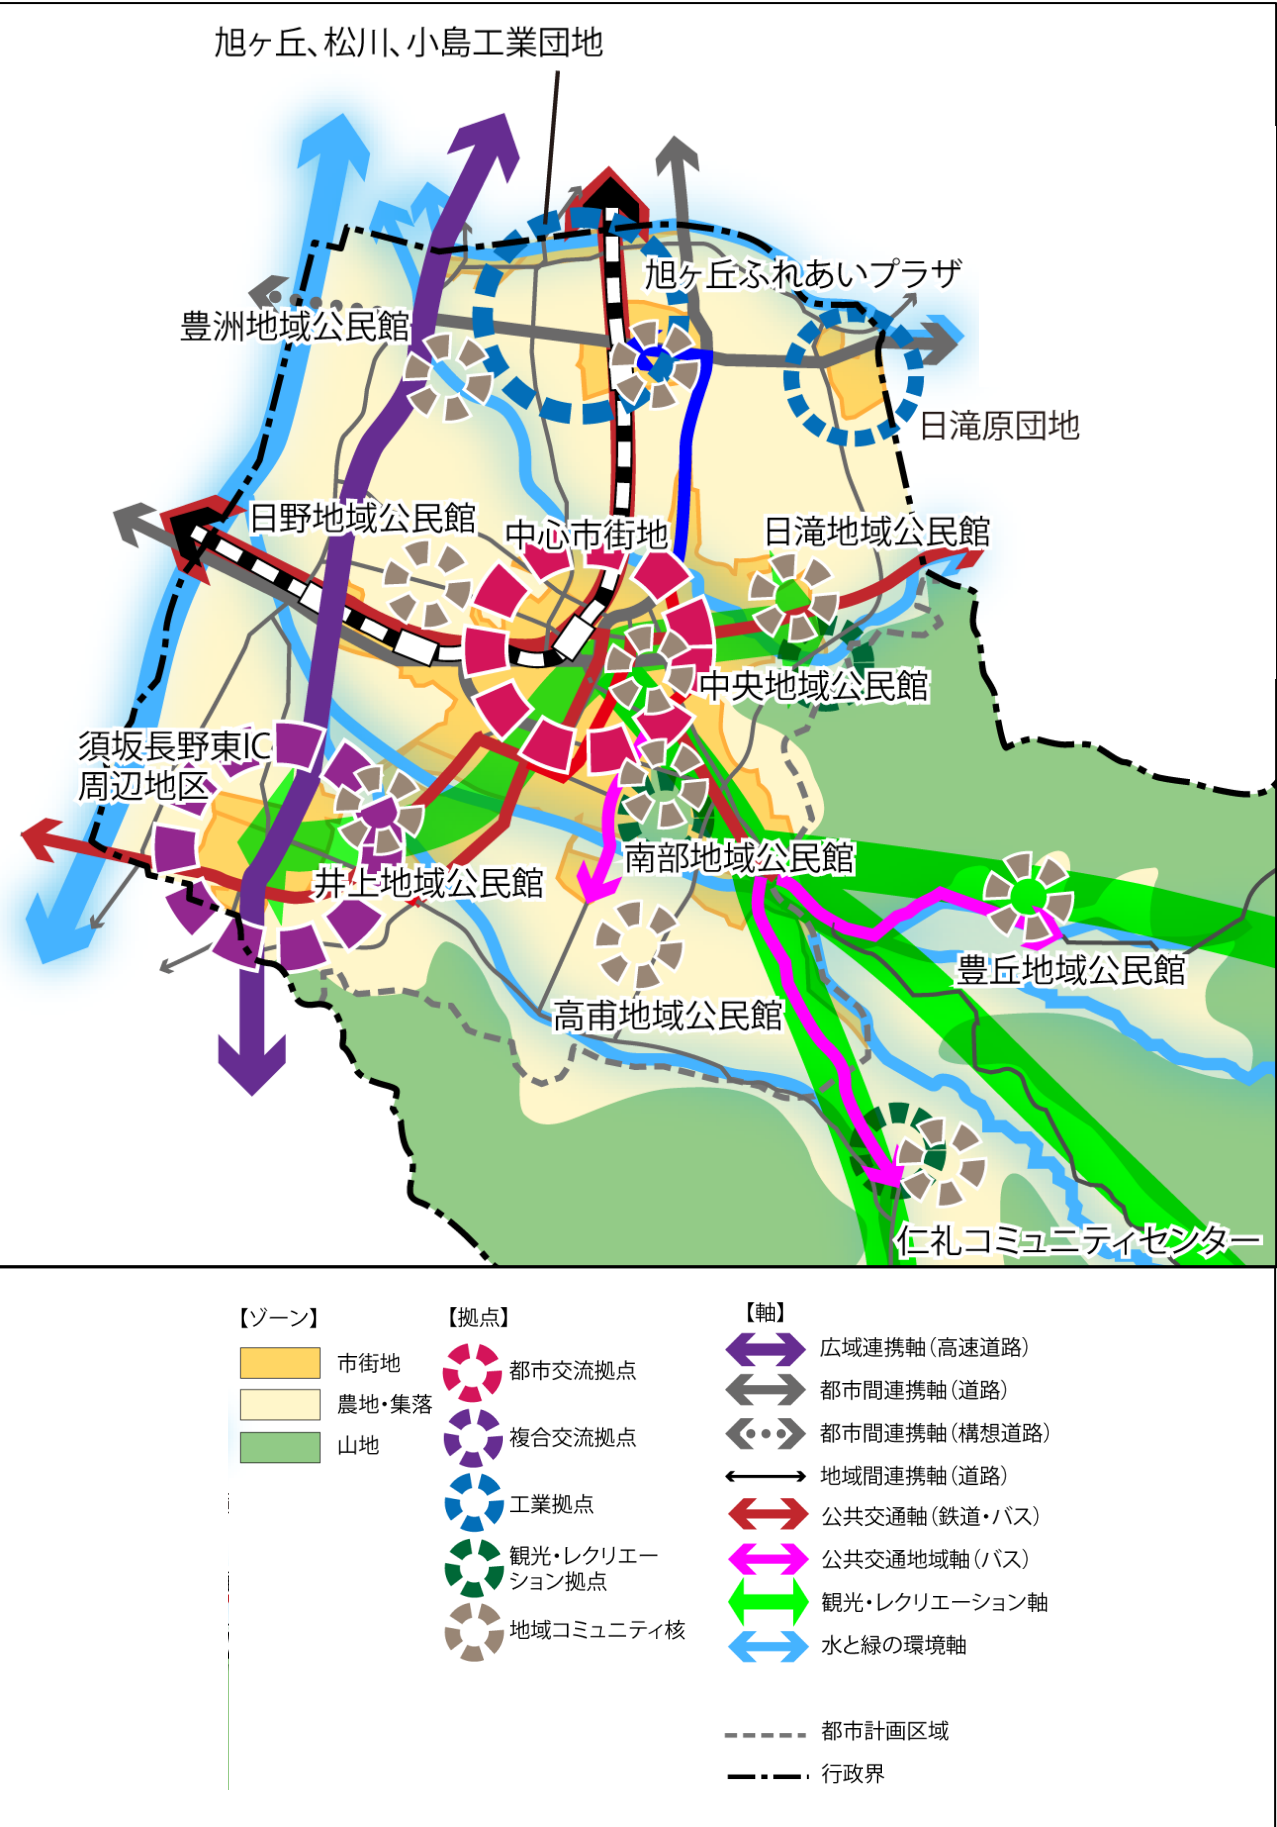 旭ヶ丘、松川、小島工業団地
旭ヶ丘ふれあいプラザ
豊洲地域公民館
日滝原団地
日野地域公民館
中心市街地
日滝地域公民館
中央地域公民館
須坂長野東IC
周辺地区
南部地域公民館
井上地域公民館
豊丘地域公民館
高甫地域公民館
仁礼コミュニティセンター
【ゾーン】
市街地
農地・集落
山地
【拠点】
都市交流拠点
複合交流拠点
工業拠点
観光・レクリエー
ション拠点
地域コミュニティ核
【軸】
広域連携軸（高速道路）
都市間連携軸（道路）
都市間連携軸（構想道路）
地域間連携軸（道路）
公共交通軸（鉄道・バス）
公共交通地域軸（バス）
観光・レクリエーション軸
水と緑の環境軸
都市計画区域
行政界